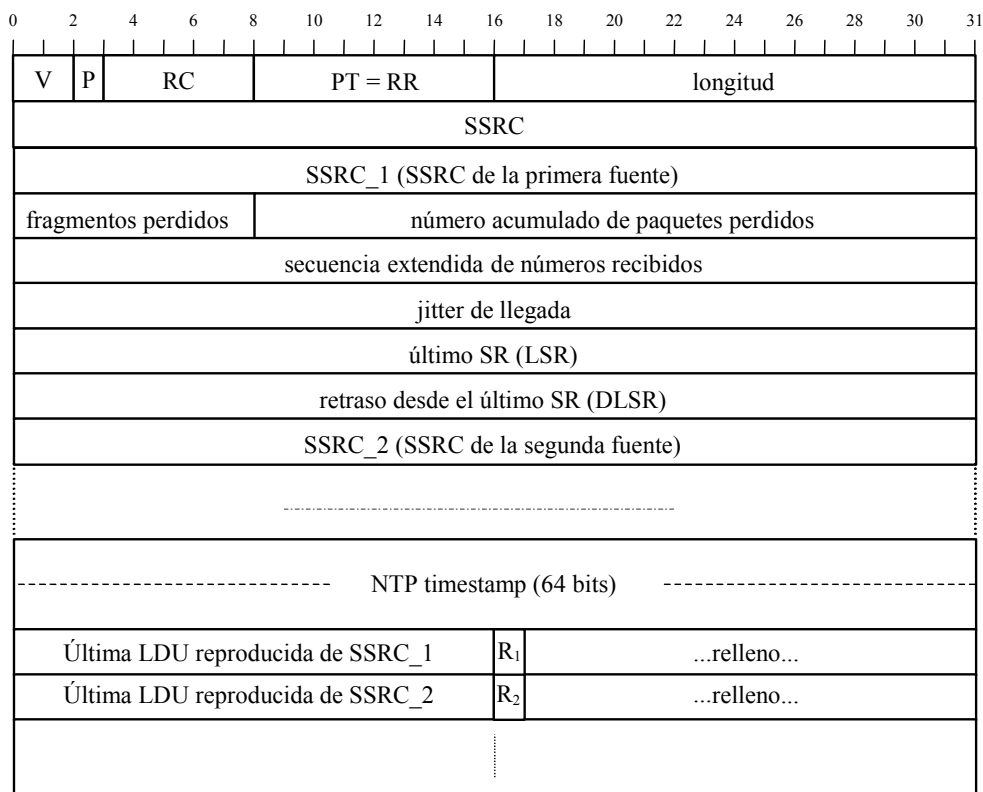 0 2 4 6 8 10 12 14 16 18 20 22 24 26 28 30 31
V P RC PT = RR longitud
SSRC
SSRC_1 (SSRC de la primera fuente)
fragmentos perdidos número acumulado de paquetes perdidos
secuencia extendida de números recibidos
jitter de llegada
último SR (LSR)
retraso desde el último SR (DLSR)
SSRC_2 (SSRC de la segunda fuente)
NTP timestamp (64 bits)
Última LDU reproducida de SSRC_1 R₁ ...relleno...
Última LDU reproducida de SSRC_2 R₂ ...relleno...